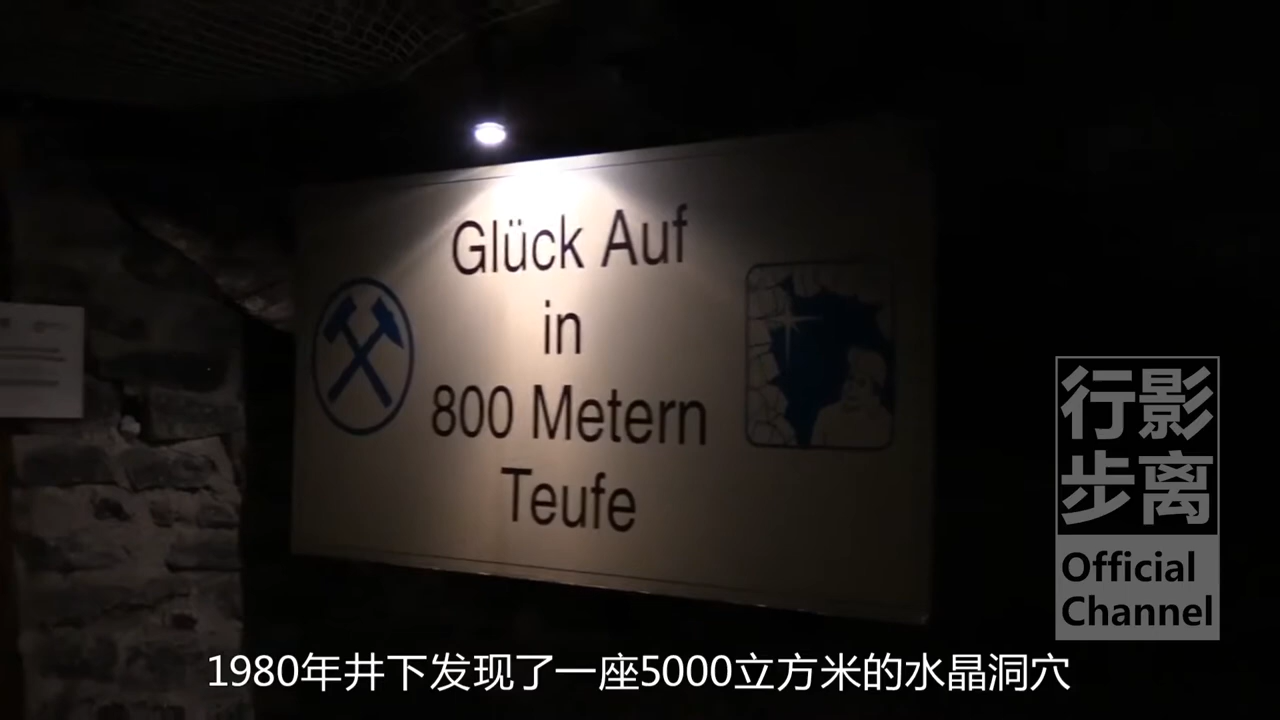 Glück Auf
in
800 Metern
Teufe
行影
步离
Official
Channel
1980年井下发现了一座5000立方米的水晶洞穴